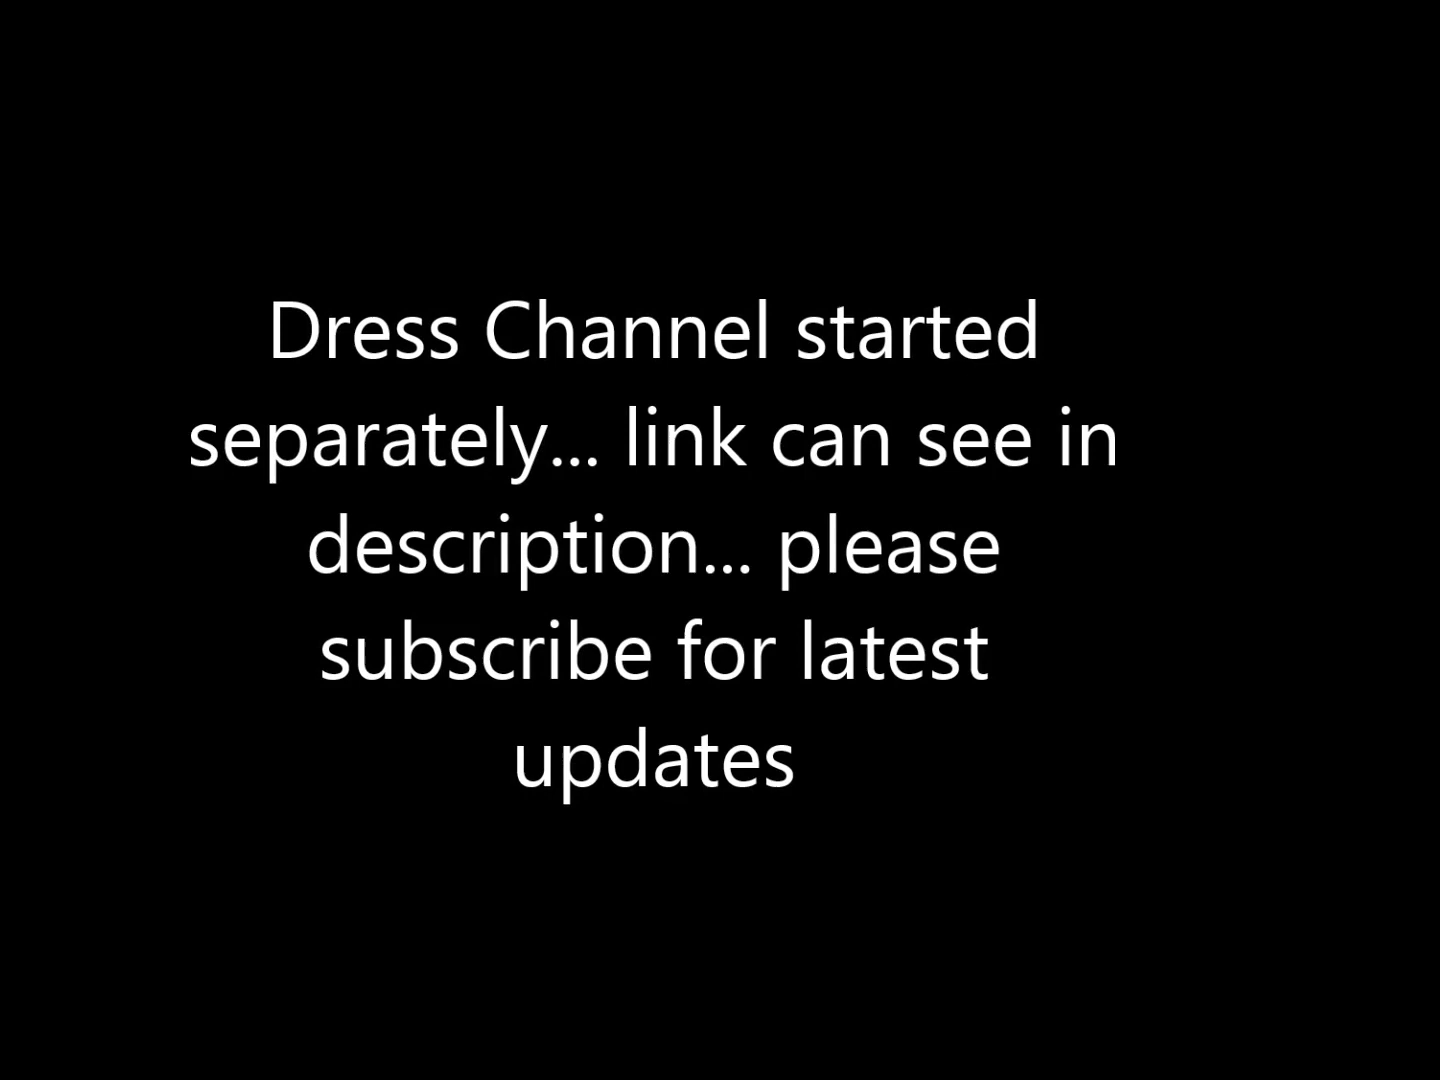 Dress Channel started
separately... link can see in
description... please
subscribe for latest
updates